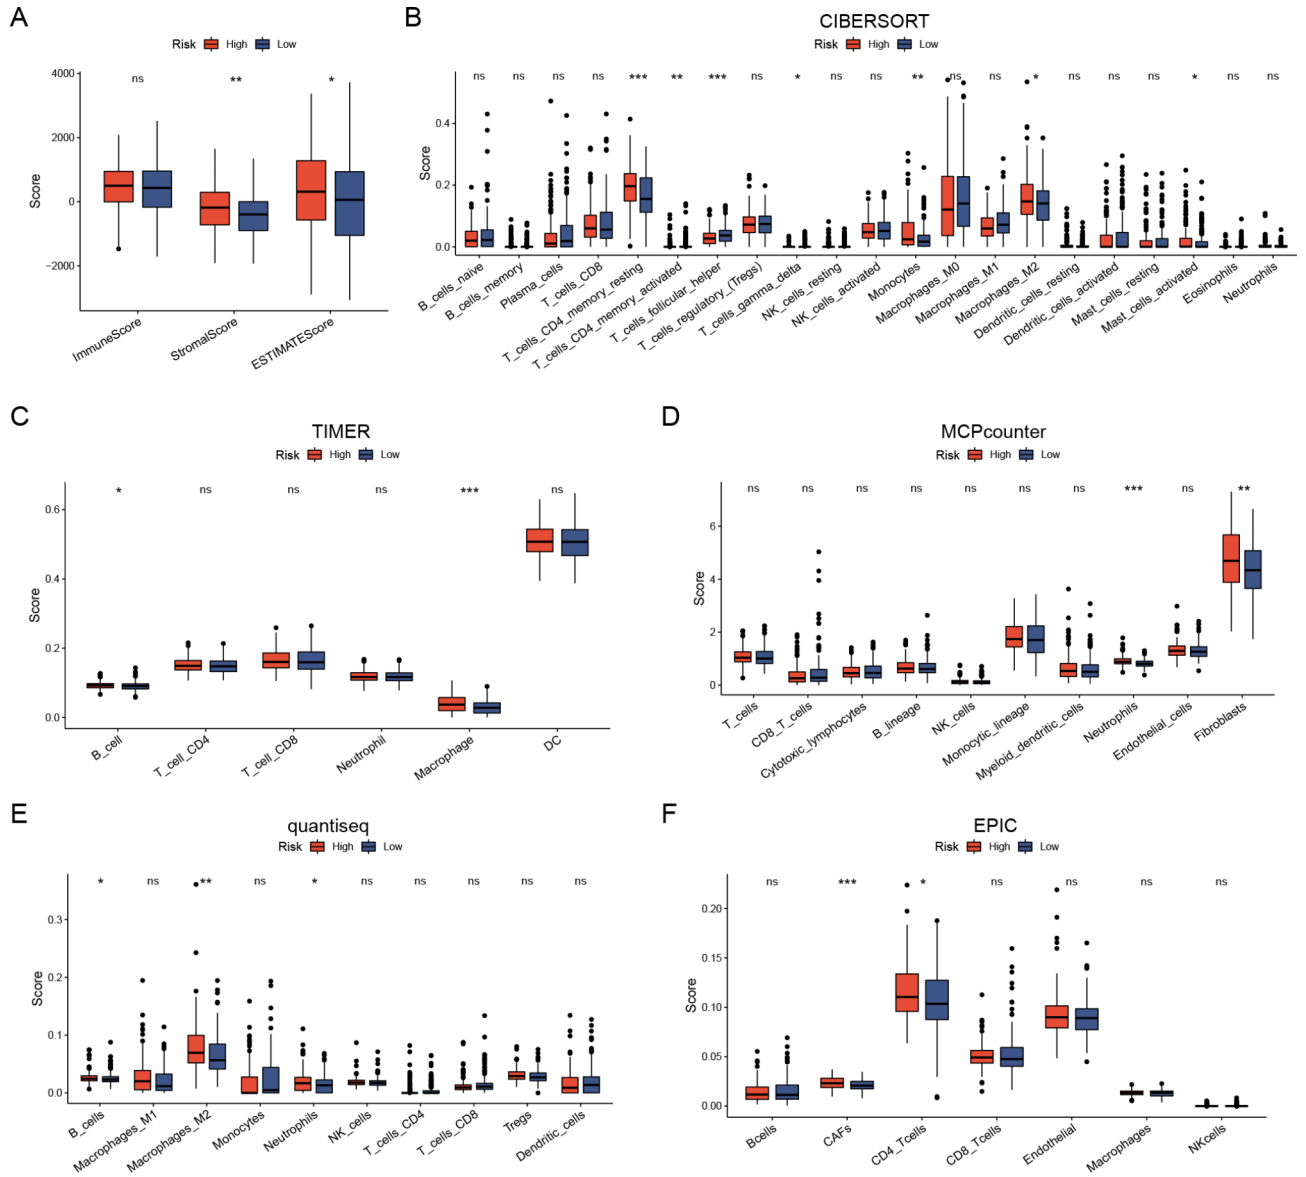 A
Risk High Low
ns ** *
4000
2000
0
−2000
Score
ImmuneScore
StromalScore
ESTIMATEScore
B
CIBERSORT
Risk High Low
ns ns ns ns *** ** *** ns * ns ns ** ns ns * ns ns ns * ns ns
0.4
0.2
0.0
Score
B_cells_naive
B_cells_memory
Plasma_cells
T_cells_CD8
T_cells_CD4_memory_resting
T_cells_CD4_memory_activated
T_cells_follicular_helper
T_cells_regulatory_(Tregs)
T_cells_gamma_delta
NK_cells_resting
NK_cells_activated
Monocytes
Macrophages_M0
Macrophages_M1
Macrophages_M2
Dendritic_cells_resting
Dendritic_cells_activated
Mast_cells_resting
Mast_cells_activated
Eosinophils
Neutrophils
C
TIMER
Risk High Low
* ns ns ns *** ns
0.6
0.4
0.2
0.0
Score
B_cell
T_cell_CD4
T_cell_CD8
Neutrophil
Macrophage
DC
D
MCPcounter
Risk High Low
ns ns ns ns ns ns ns *** ns **
6
4
2
0
Score
T_cells
CD8_T_cells
Cytotoxic_lymphocytes
B_lineage
NK_cells
Monocytic_lineage
Myeloid_dendritic_cells
Neutrophils
Endothelial_cells
Fibroblasts
E
quantiseq
Risk High Low
* ns ** ns * ns ns ns ns ns
0.3
0.2
0.1
0.0
Score
B_cells
Macrophages_M1
Macrophages_M2
Monocytes
Neutrophils
NK_cells
T_cells_CD4
T_cells_CD8
Tregs
Dendritic_cells
F
EPIC
Risk High Low
ns *** * ns ns ns ns
0.20
0.15
0.10
0.05
0.00
Score
Bcells
CAFs
CD4_Tcells
CD8_Tcells
Endothelial
Macrophages
NKcells